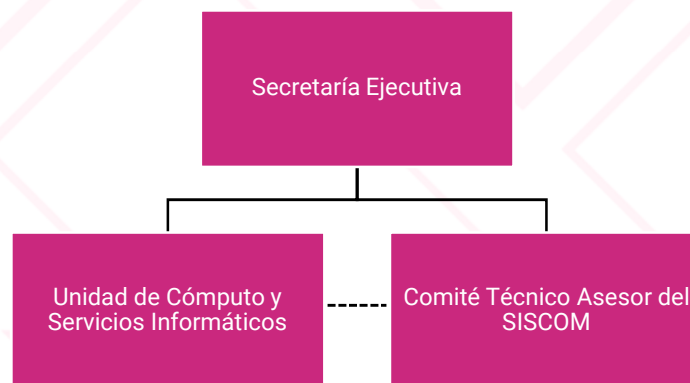 Secretaría Ejecutiva
Unidad de Cómputo y
Servicios Informáticos
Comité Técnico Asesor del
SISCOM